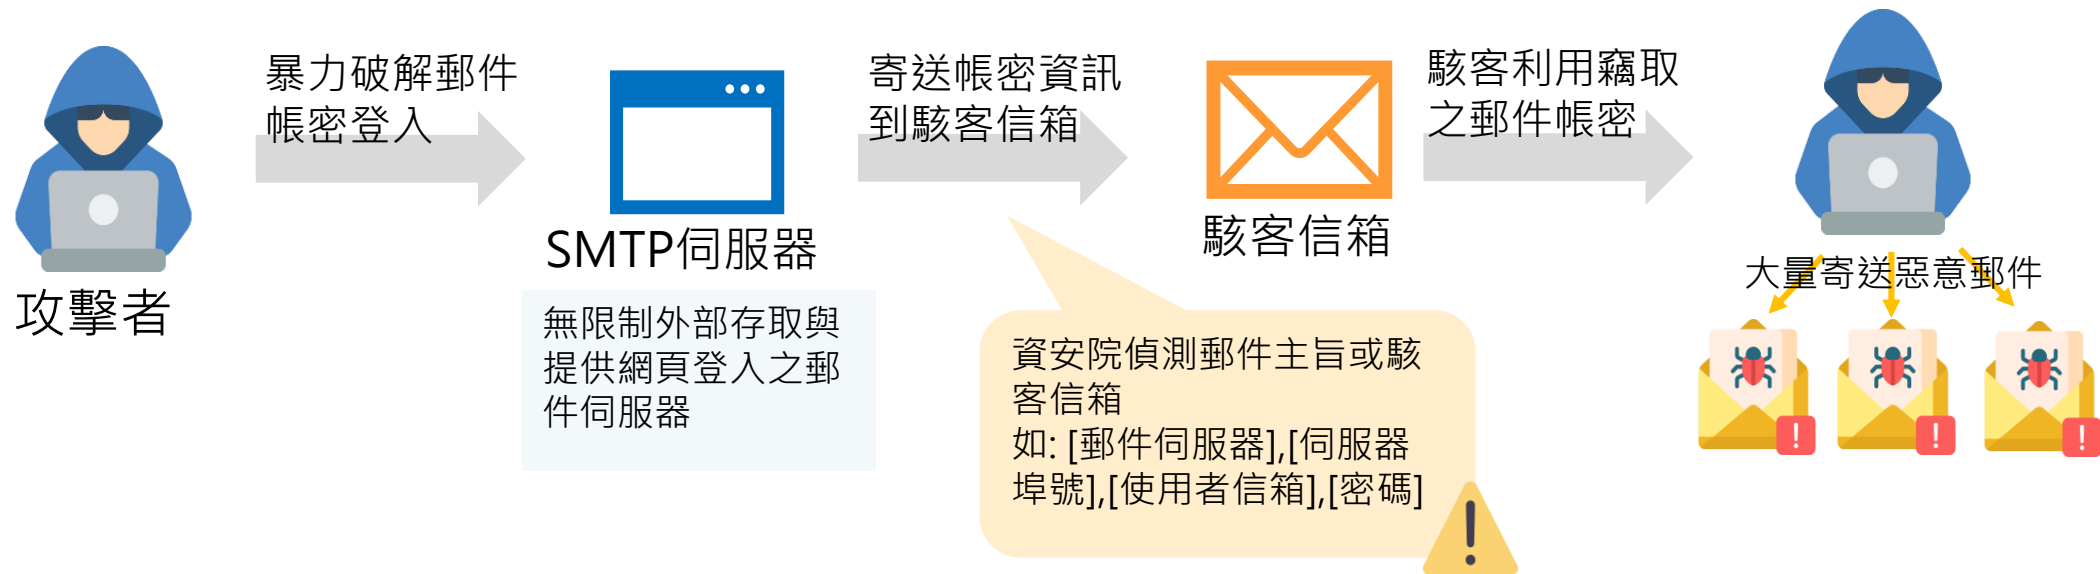 暴力破解郵件
帳密登入
寄送帳密資訊
到駭客信箱
駭客利用竊取
之郵件帳密
攻擊者
SMTP伺服器
駭客信箱
大量寄送惡意郵件
無限制外部存取與
提供網頁登入之郵
件伺服器
資安院偵測郵件主旨或駭
客信箱
如: [郵件伺服器],[伺服器
埠號],[使用者信箱],[密碼]